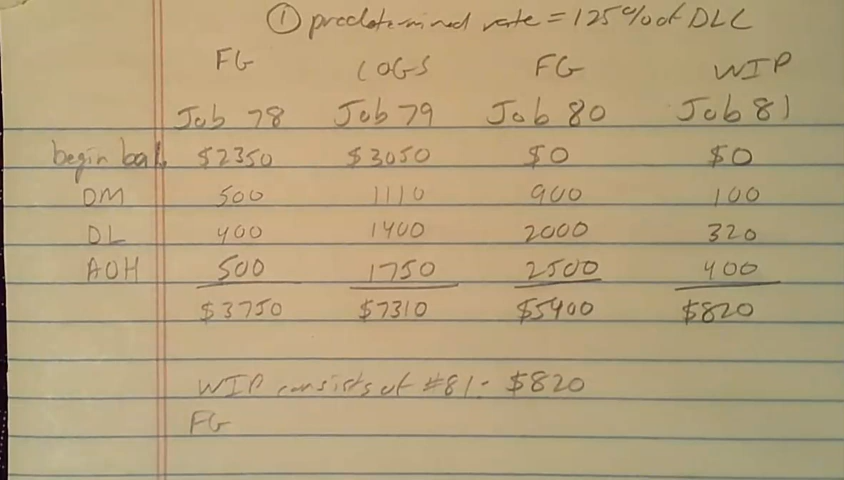 ① predetermined rate = 125% of DLC
FG COGS FG WIP
Job 78 Job 79 Job 80 Job 81
begin bal. $2350 $3050 $0 $0
DM 500 1110 900 100
DL 400 1400 2000 320
AOH 500 1750 2500 400
$3750 $7310 $5400 $820
WIP consists of #81: $820
FG